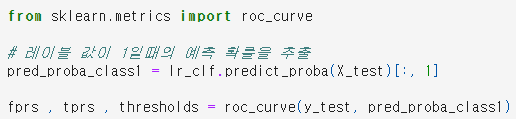 from sklearn.metrics import roc_curve
# 레이블 값이 1일때의 예측 확률을 추출
pred_proba_class1 = lr_clf.predict_proba(X_test)[:, 1]
fprs , tprs , thresholds = roc_curve(y_test, pred_proba_class1)